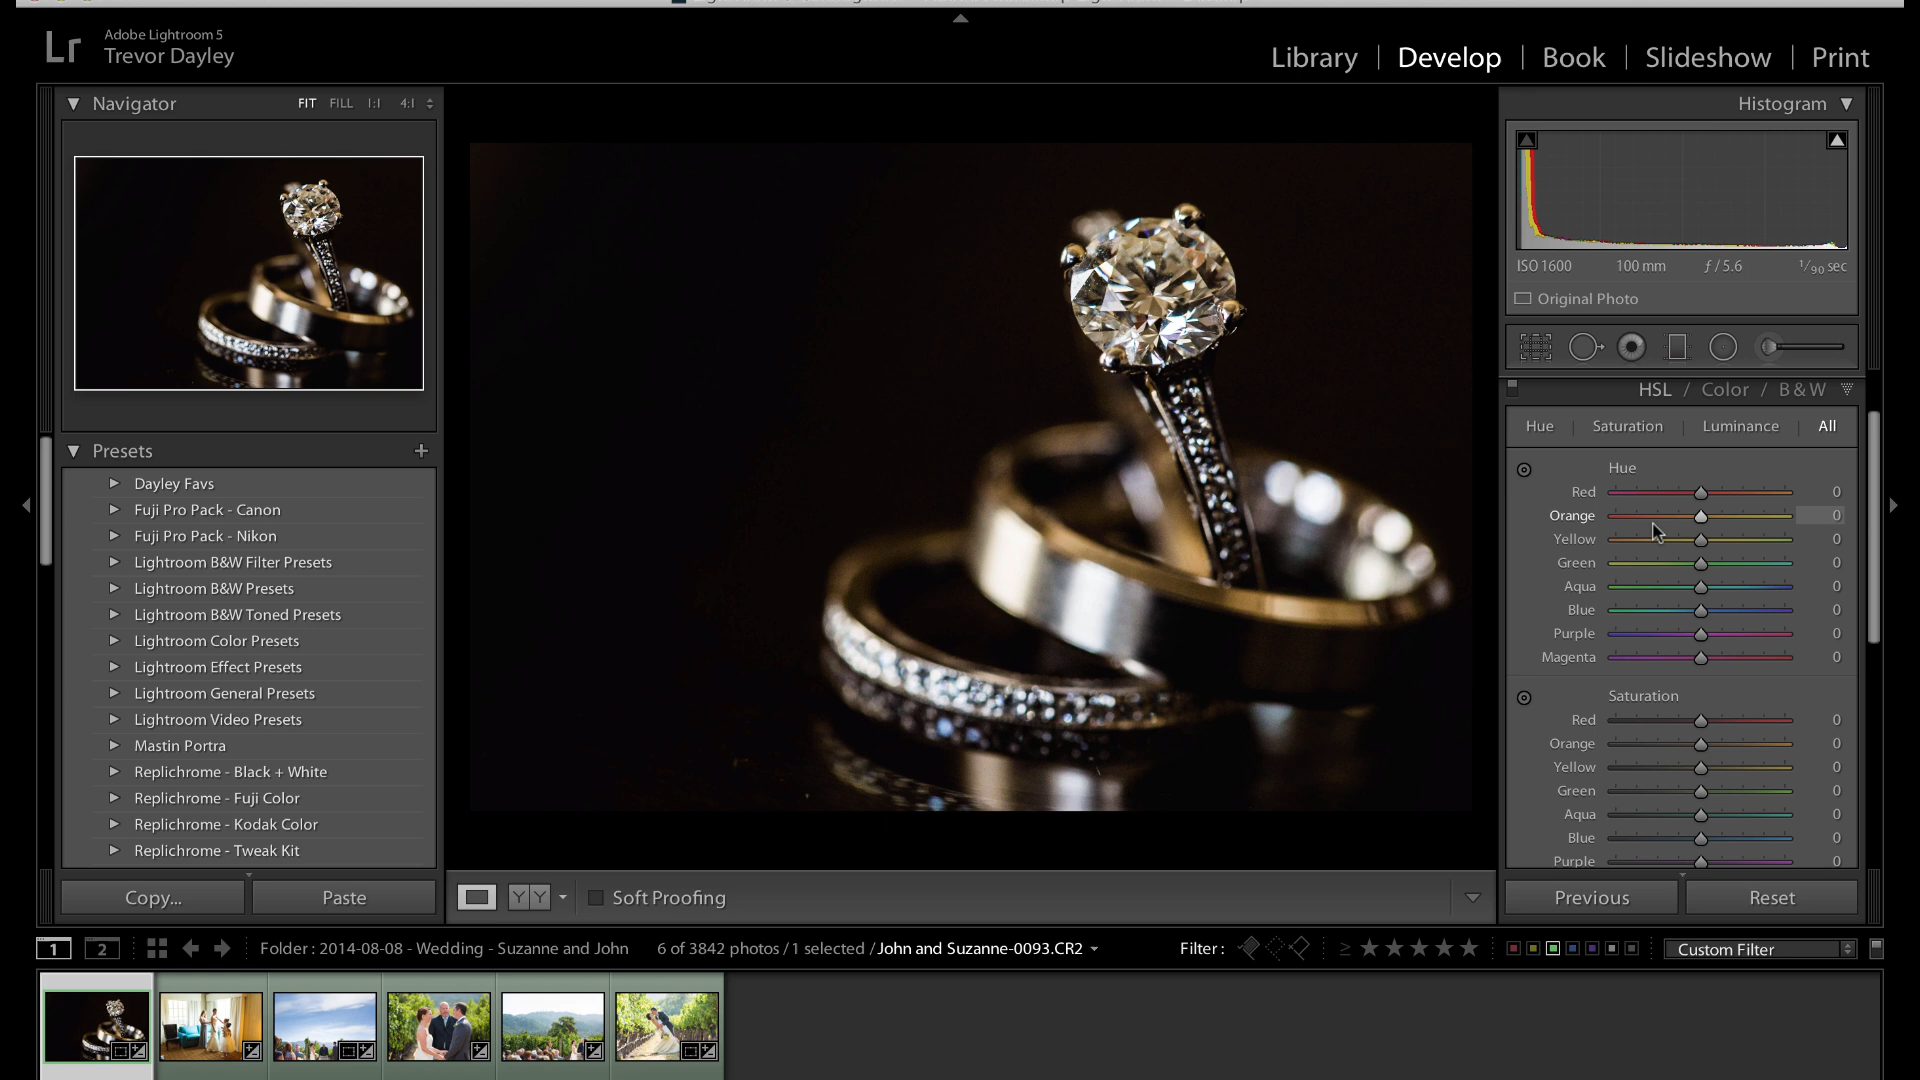 Lr
Adobe Lightroom 5
Trevor Dayley
Library | Develop | Book | Slideshow | Print
Navigator FIT FILL 1:1 4:1
Histogram
ISO 1600 100 mm ƒ / 5.6 1/90 sec
Original Photo
HSL / Color / B & W
Hue | Saturation | Luminance | All
Hue
Red 0
Orange 0
Yellow 0
Green 0
Aqua 0
Blue 0
Purple 0
Magenta 0
Saturation
Red 0
Orange 0
Yellow 0
Green 0
Aqua 0
Blue 0
Purple 0
Presets +
Dayley Favs
Fuji Pro Pack - Canon
Fuji Pro Pack - Nikon
Lightroom B&W Filter Presets
Lightroom B&W Presets
Lightroom B&W Toned Presets
Lightroom Color Presets
Lightroom Effect Presets
Lightroom General Presets
Lightroom Video Presets
Mastin Portra
Replichrome - Black + White
Replichrome - Fuji Color
Replichrome - Kodak Color
Replichrome - Tweak Kit
Copy... Paste
Y Y Soft Proofing
Previous Reset
1 2 Folder : 2014-08-08 - Wedding - Suzanne and John 6 of 3842 photos / 1 selected / John and Suzanne-0093.CR2 Filter : ≥ Custom Filter